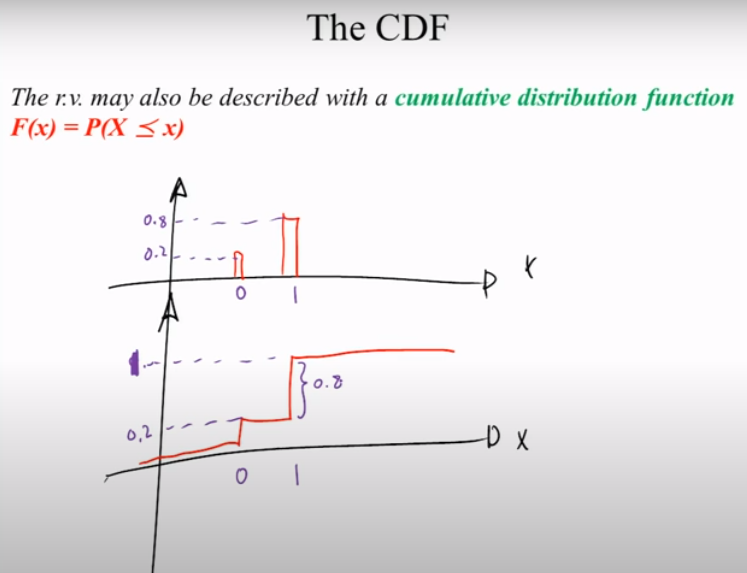 The CDF
The r.v. may also be described with a cumulative distribution function
F(x) = P(X ≤ x)
0.8
0.2
0 1
X
1
0.8
0.2
X
0 1